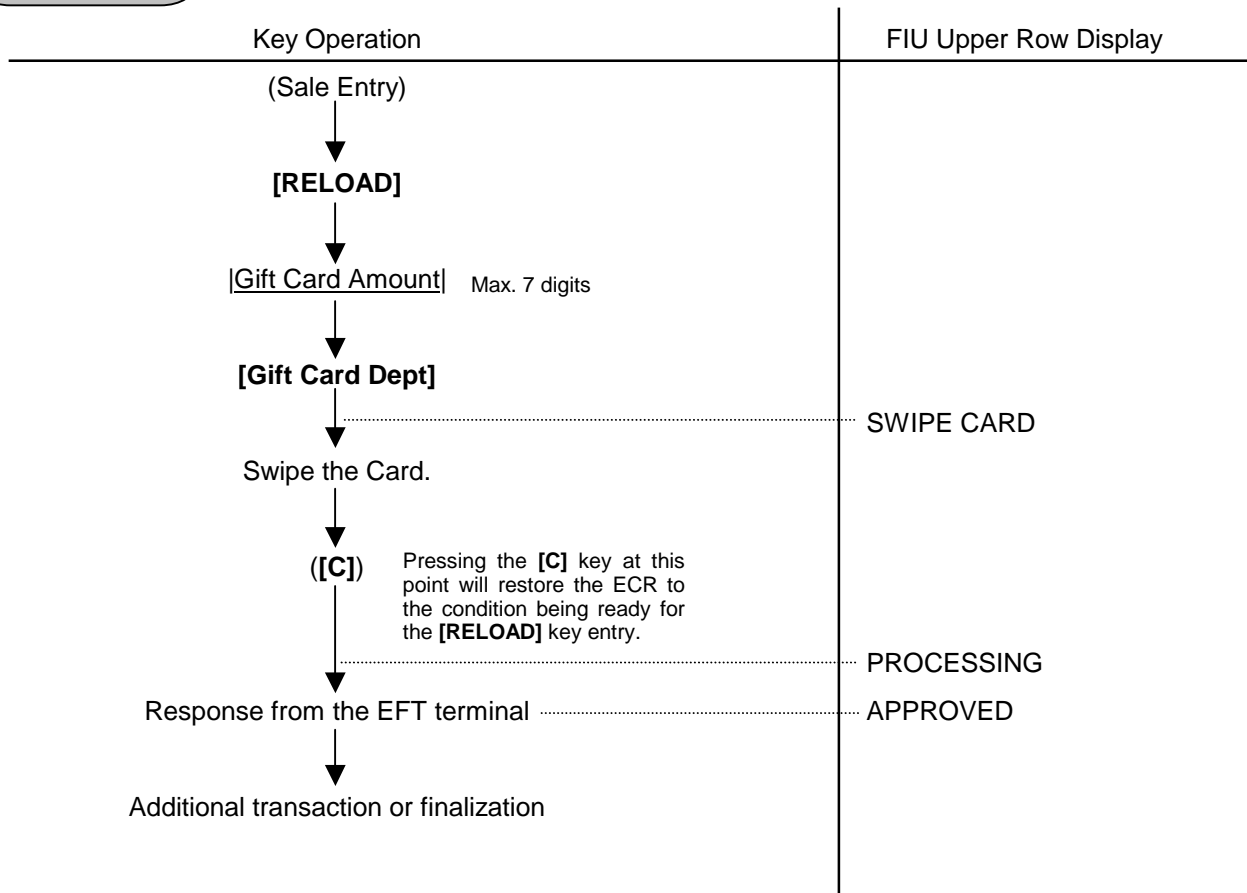 Key Operation
FIU Upper Row Display
(Sale Entry)
[RELOAD]
|Gift Card Amount| Max. 7 digits
[Gift Card Dept]
SWIPE CARD
Swipe the Card.
([C])
Pressing the [C] key at this
point will restore the ECR to
the condition being ready for
the [RELOAD] key entry.
PROCESSING
Response from the EFT terminal
APPROVED
Additional transaction or finalization